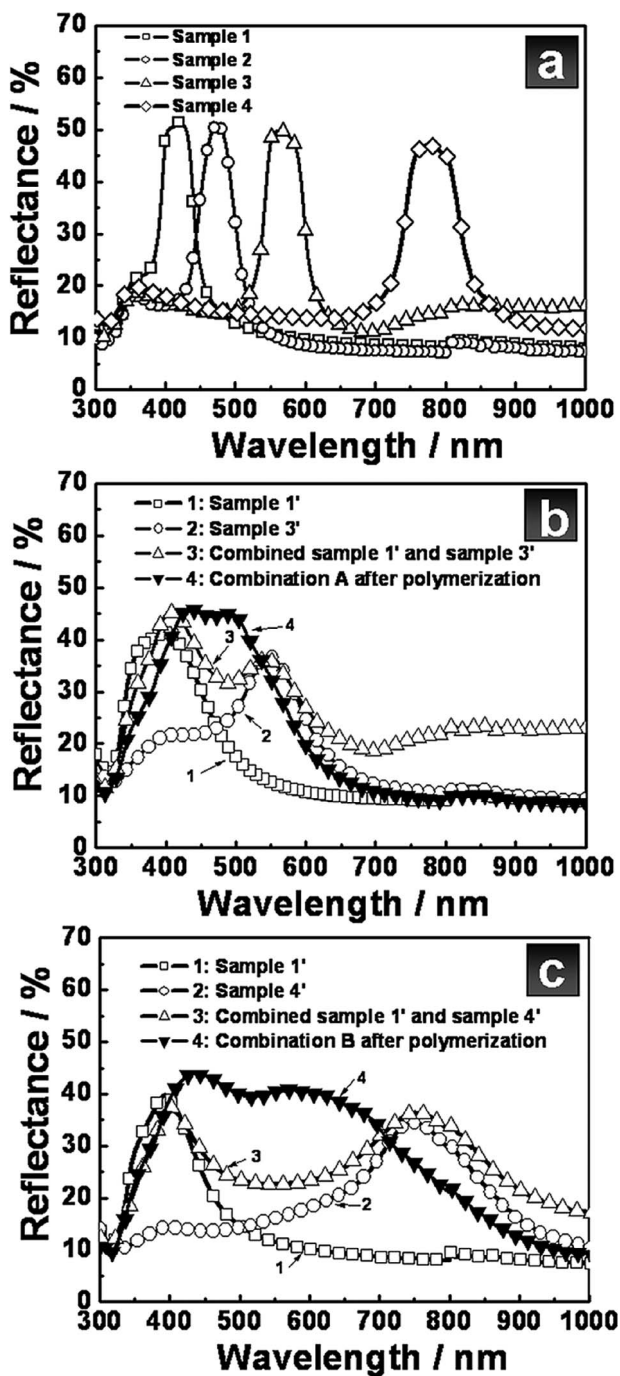 a
Sample 1
Sample 2
Sample 3
Sample 4
Reflectance / %
70
60
50
40
30
20
10
0
300 400 500 600 700 800 900 1000
Wavelength / nm
b
1: Sample 1'
2: Sample 3'
3: Combined sample 1' and sample 3'
4: Combination A after polymerization
3
4
2
1
Reflectance / %
70
60
50
40
30
20
10
0
300 400 500 600 700 800 900 1000
Wavelength / nm
c
1: Sample 1'
2: Sample 4'
3: Combined sample 1' and sample 4'
4: Combination B after polymerization
4
3
2
1
Reflectance / %
70
60
50
40
30
20
10
0
300 400 500 600 700 800 900 1000
Wavelength / nm